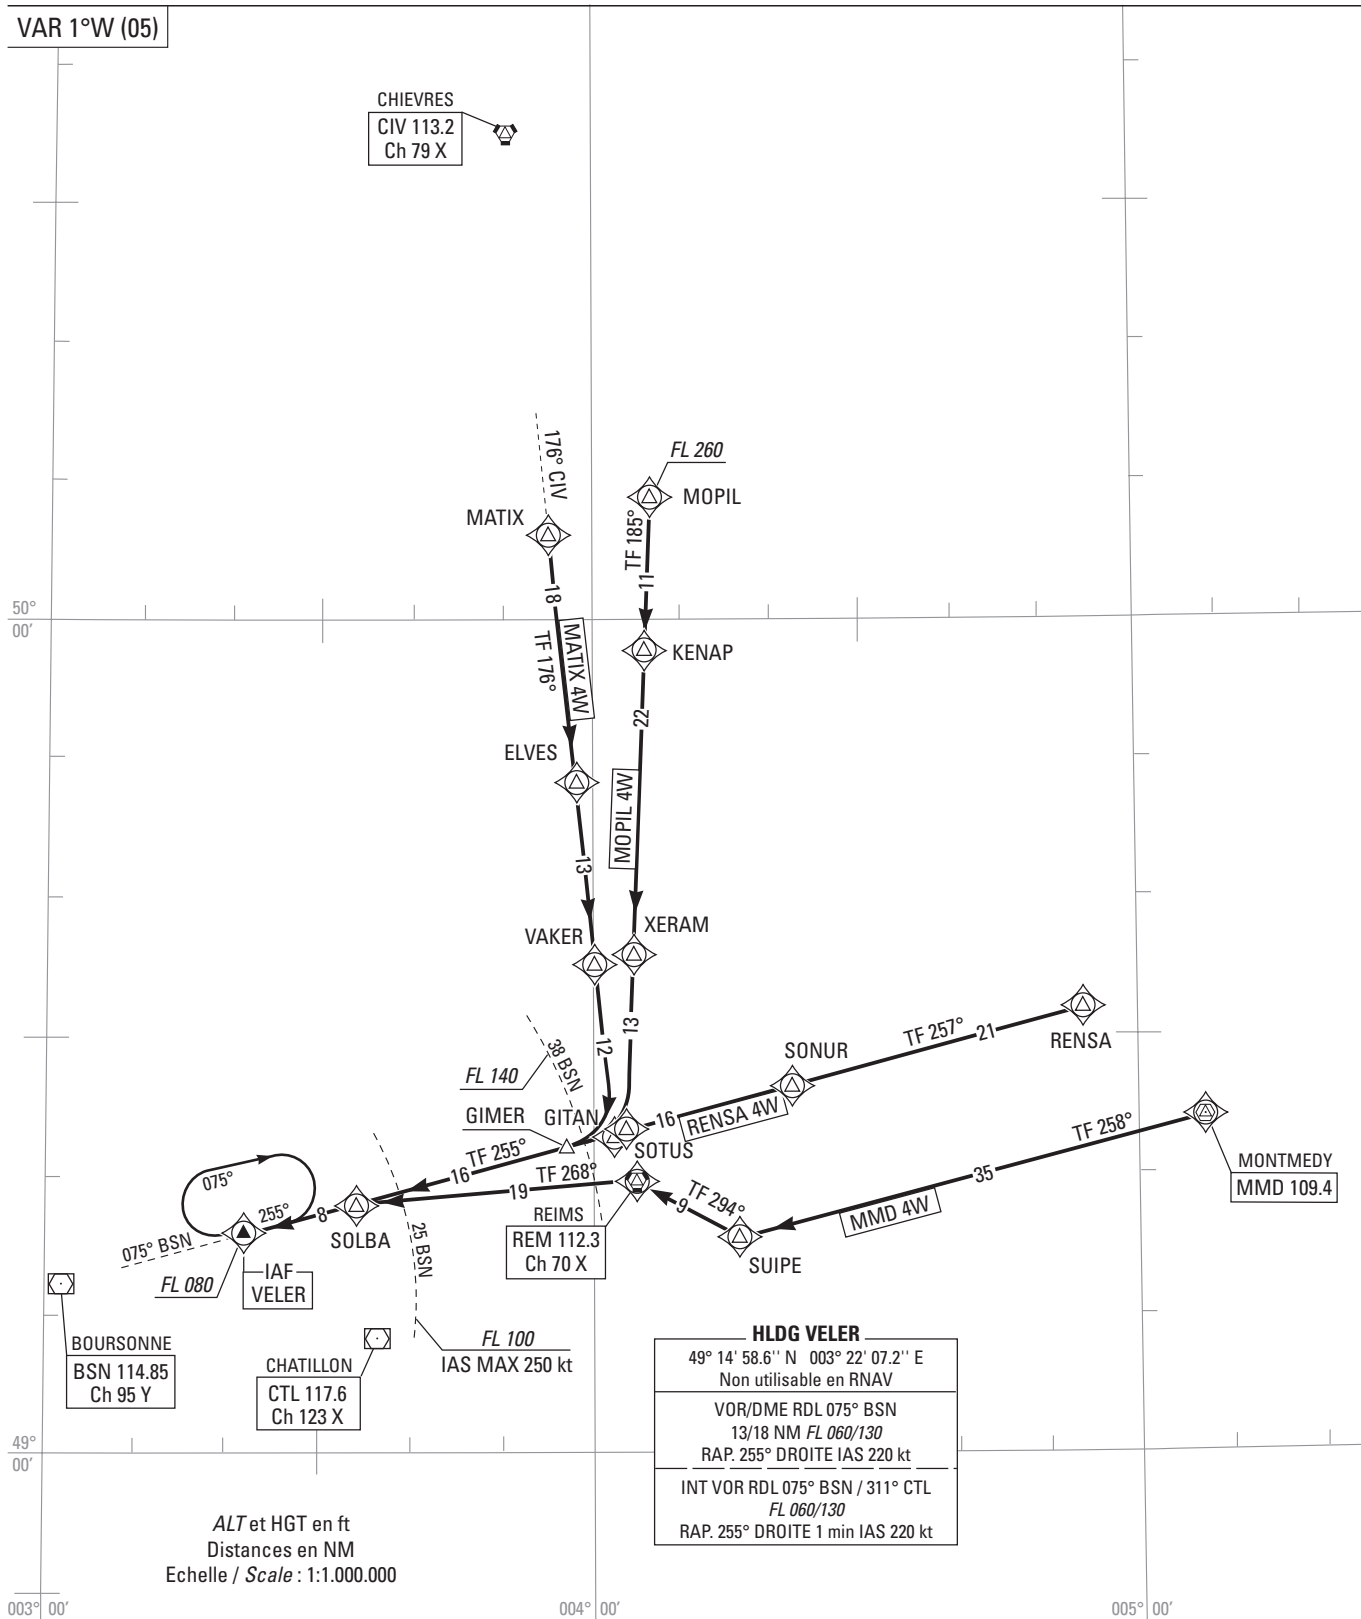 VAR 1°W (05)
CHIEVRES
CIV 113.2
Ch 79 X
176° CIV
FL 260
MOPIL
MATIX
TF 185°
11
18
50°
00'
TF 176°
MATIX 4W
KENAP
22
ELVES
MOPIL 4W
13
VAKER
XERAM
13
12
TF 257°
21
RENSA
SONUR
38 BSN
FL 140
GIMER
GITAN
SOTUS
16
RENSA 4W
TF 258°
35
MMD 4W
MONTMEDY
MMD 109.4
TF 255°
16
TF 268°
19
TF 294°
9
SUIPE
REIMS
REM 112.3
Ch 70 X
075°
255°
8
SOLBA
075° BSN
25 BSN
FL 080
IAF
VELER
BOURSONNE
BSN 114.85
Ch 95 Y
CHATILLON
CTL 117.6
Ch 123 X
FL 100
IAS MAX 250 kt
HLDG VELER
49° 14' 58.6'' N 003° 22' 07.2'' E
Non utilisable en RNAV
VOR/DME RDL 075° BSN
13/18 NM FL 060/130
RAP. 255° DROITE IAS 220 kt
INT VOR RDL 075° BSN / 311° CTL
FL 060/130
RAP. 255° DROITE 1 min IAS 220 kt
49°
00'
ALT et HGT en ft
Distances en NM
Echelle / Scale : 1:1.000.000
003° 00'
004° 00'
005° 00'